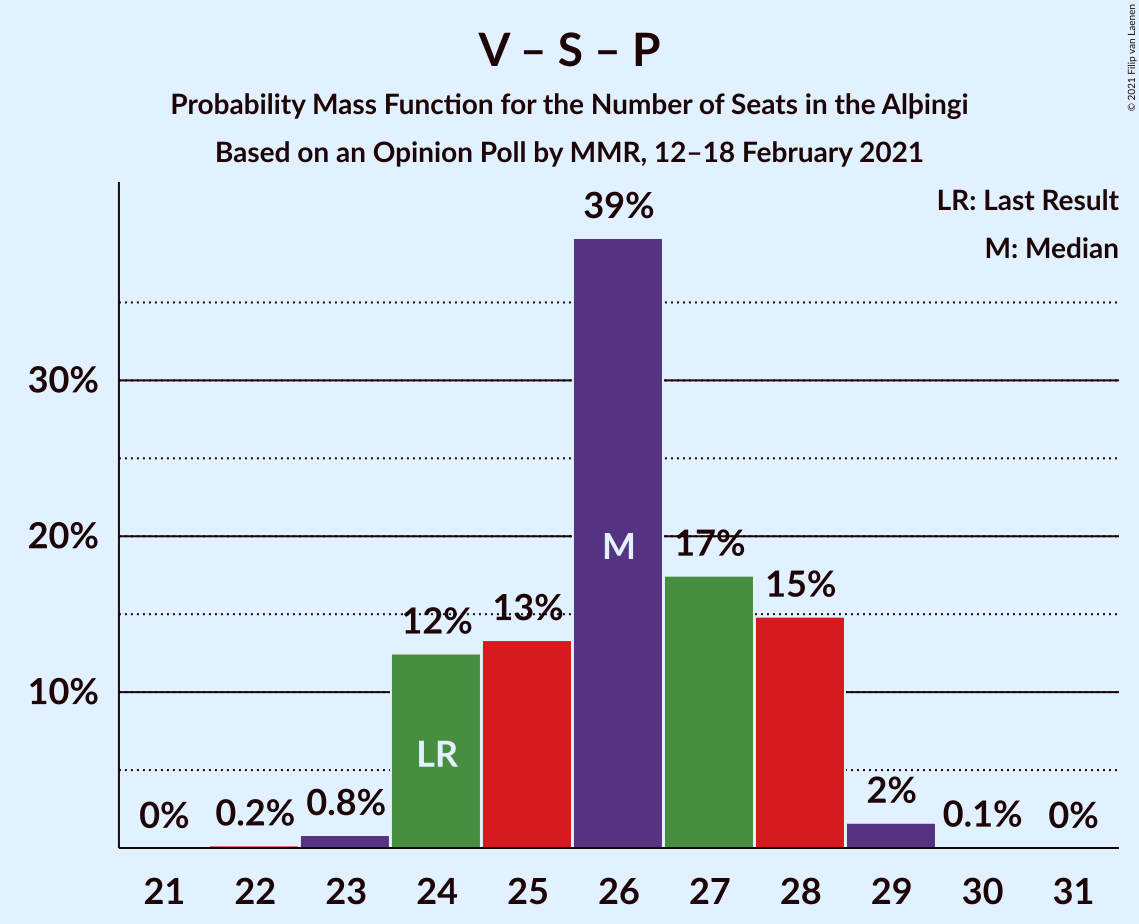 V – S – P
Probability Mass Function for the Number of Seats in the Alþingi
Based on an Opinion Poll by MMR, 12–18 February 2021
© 2021 Filip van Laenen
LR: Last Result
M: Median
39%
30%
20%
10%
M
17%
15%
13%
12%
LR
0%
0.2%
0.8%
2%
0.1%
0%
21 22 23 24 25 26 27 28 29 30 31